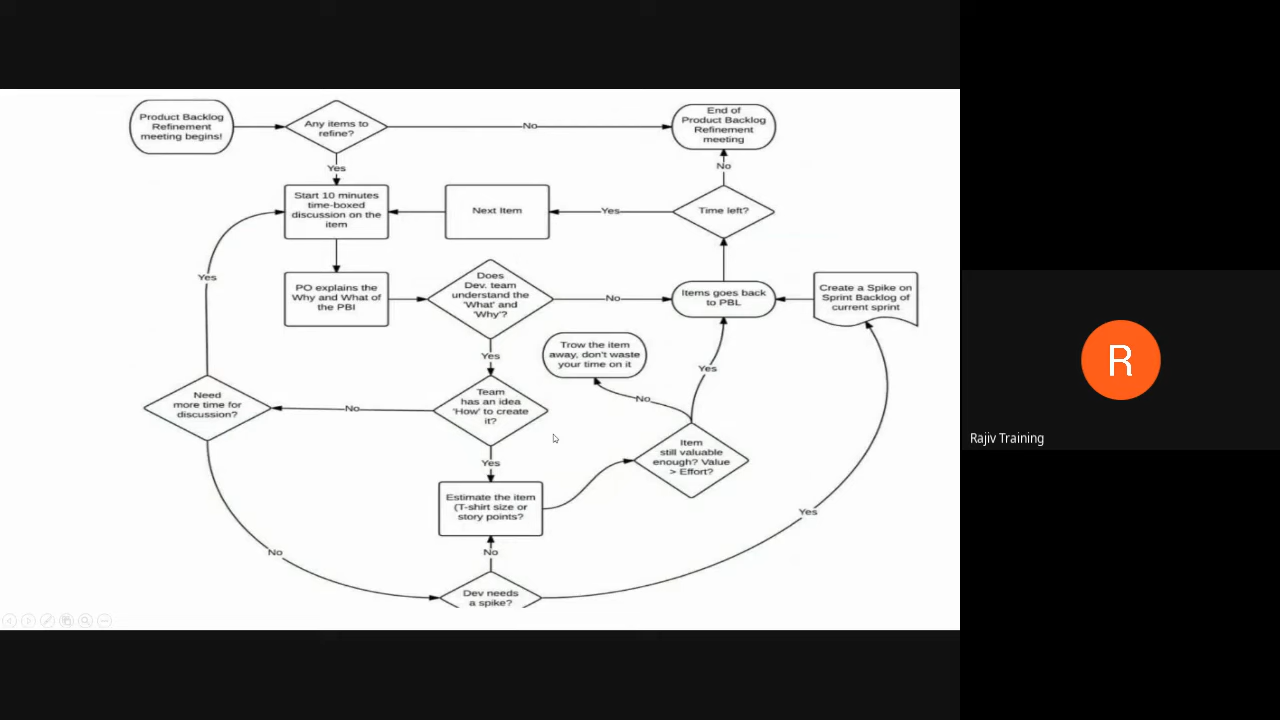 Product Backlog
Refinement
meeting begins!
Any items to
refine?
No
End of
Product Backlog
Refinement
meeting
Yes
No
Start 10 minutes
time-boxed
discussion on the
item
Next Item
Yes
Time left?
Yes
PO explains the
Why and What of
the PBI
Does
Dev. team
understand the
'What' and
'Why'?
No
Items goes back
to PBL
Create a Spike on
Sprint Backlog of
current sprint
Yes
Trow the item
away, don't waste
your time on it
Yes
No
Need
more time for
discussion?
No
Team
has an idea
'How' to create
it?
Yes
Item
still valuable
enough? Value
> Effort?
Estimate the item
(T-shirt size or
story points?
Yes
No
No
Dev needs
a spike?
R
Rajiv Training